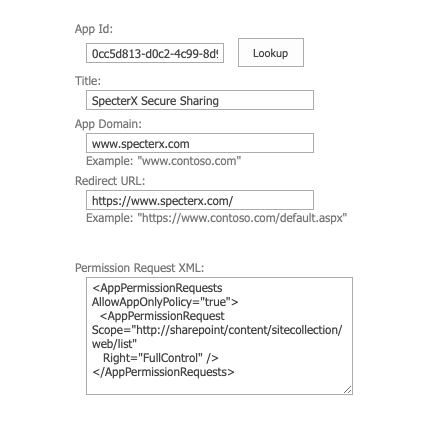 App Id:
0cc5d813-d0c2-4c99-8d9
Lookup
Title:
SpecterX Secure Sharing
App Domain:
www.specterx.com
Example: "www.contoso.com"
Redirect URL:
https://www.specterx.com/
Example: "https://www.contoso.com/default.aspx"
Permission Request XML:
<AppPermissionRequests
AllowAppOnlyPolicy="true">
<AppPermissionRequest
Scope="http://sharepoint/content/sitecollection/
web/list"
Right="FullControl" />
</AppPermissionRequests>